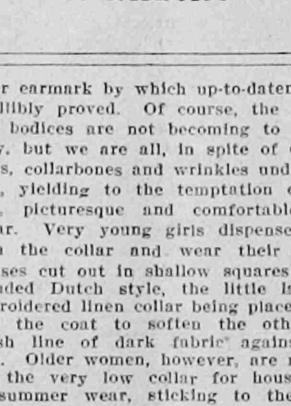 r earmark by which up-to-dater
llibly proved. Of course, the
bodices are not becoming to
y, but we are all, in spite of
s, collarbones and wrinkles und
, yielding to the temptation
, picturesque and comfortabl
ar. Very young girls dispense
the collar and wear their
ses cut out in shallow squares
nded Dutch style, the little l
roidered linen collar being place
the coat to soften the oth
sh line of dark fabric agains
. Older women, however, are
the very low collar for hous
summer wear, sticking to the